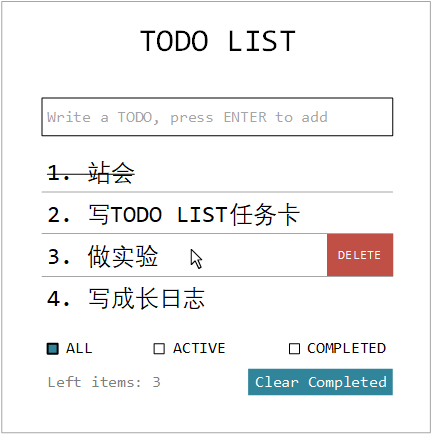 TODO LIST
Write a TODO, press ENTER to add
1. 站会
2. 写TODO LIST任务卡
3. 做实验 DELETE
4. 写成长日志
ALL ACTIVE COMPLETED
Left items: 3 Clear Completed